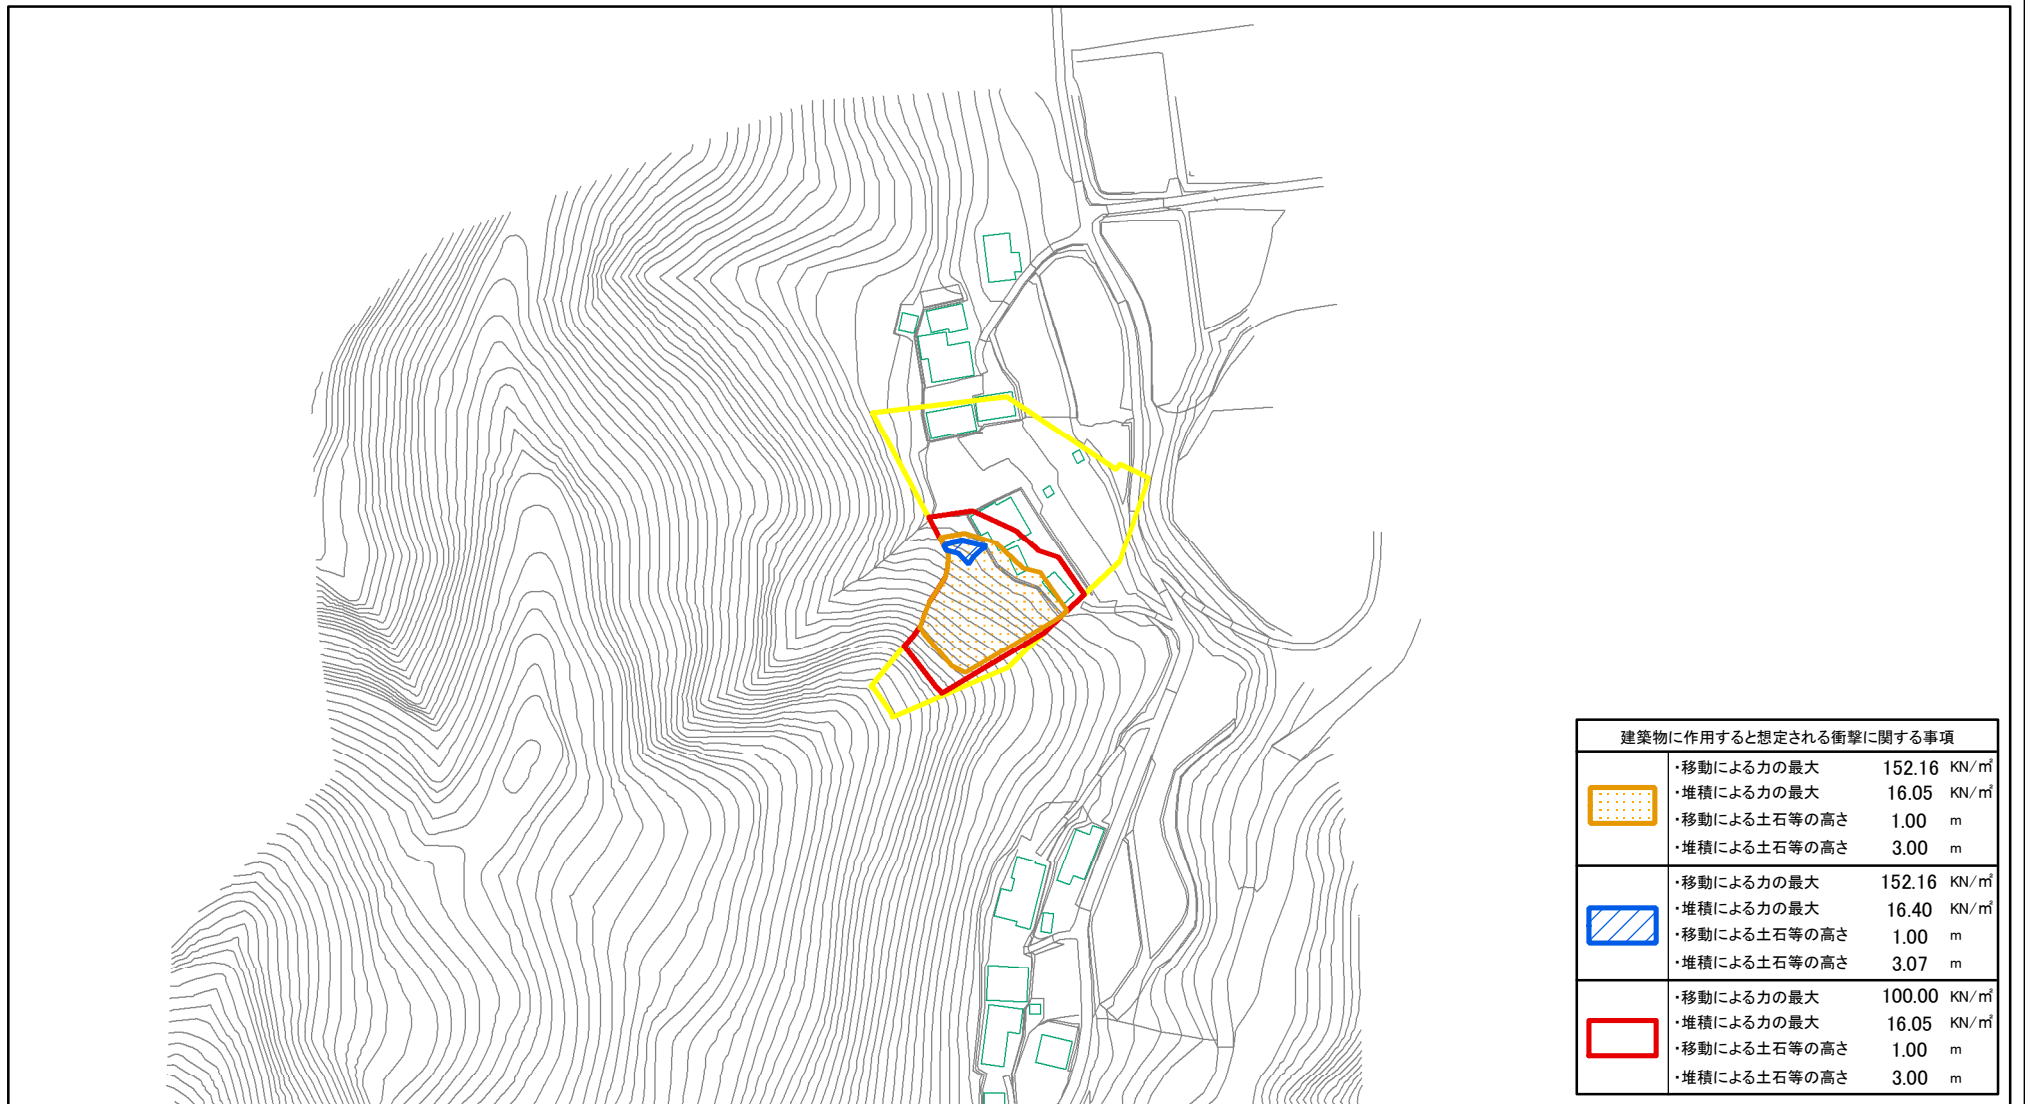 建築物に作用すると想定される衝撃に関する事項
・移動による力の最大 152.16 KN/㎡
・堆積による力の最大 16.05 KN/㎡
・移動による土石等の高さ 1.00 m
・堆積による土石等の高さ 3.00 m
・移動による力の最大 152.16 KN/㎡
・堆積による力の最大 16.40 KN/㎡
・移動による土石等の高さ 1.00 m
・堆積による土石等の高さ 3.07 m
・移動による力の最大 100.00 KN/㎡
・堆積による力の最大 16.05 KN/㎡
・移動による土石等の高さ 1.00 m
・堆積による土石等の高さ 3.00 m